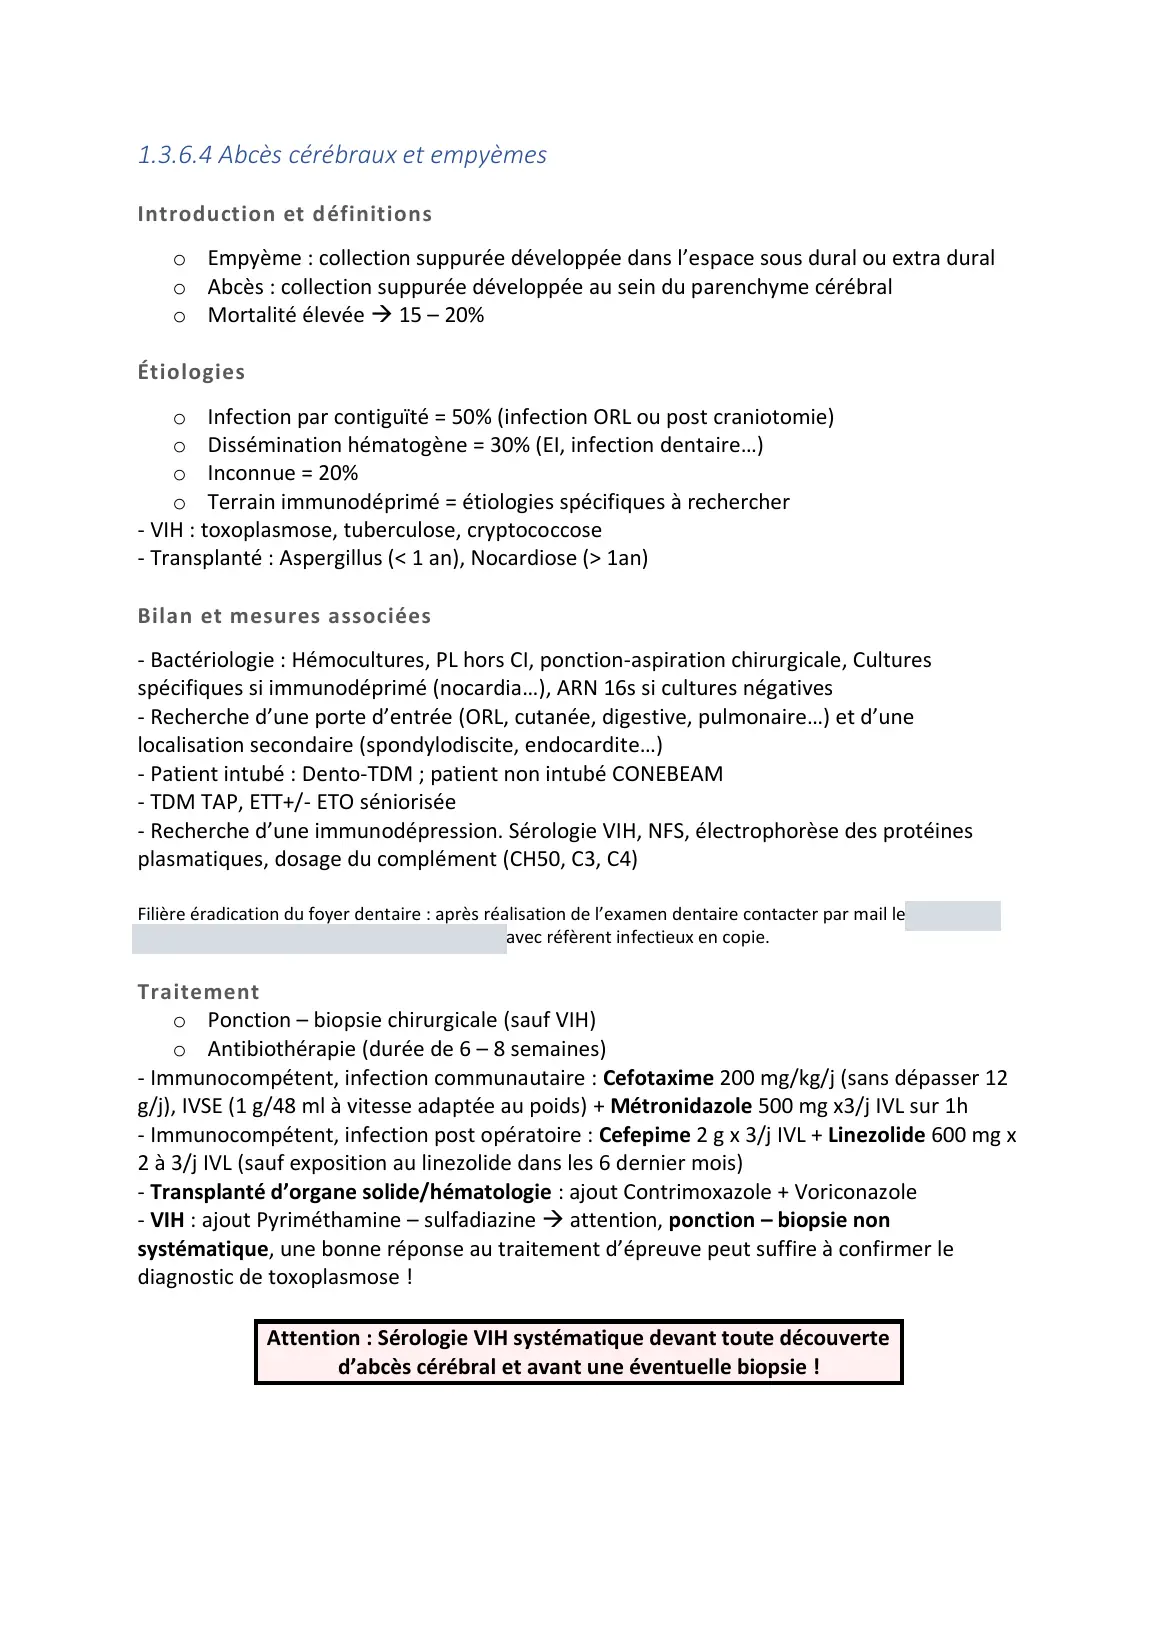 1.3.6.4 Abcès cérébraux et empyèmes
Introduction et définitions
o Empyème : collection suppurée développée dans l’espace sous dural ou extra dural
o Abcès : collection suppurée développée au sein du parenchyme cérébral
o Mortalité élevée → 15 – 20%
Étiologies
o Infection par contiguïté = 50% (infection ORL ou post craniotomie)
o Dissémination hématogène = 30% (EI, infection dentaire…)
o Inconnue = 20%
o Terrain immunodéprimé = étiologies spécifiques à rechercher
- VIH : toxoplasmose, tuberculose, cryptococcose
- Transplanté : Aspergillus (< 1 an), Nocardiose (> 1an)
Bilan et mesures associées
- Bactériologie : Hémocultures, PL hors CI, ponction-aspiration chirurgicale, Cultures
spécifiques si immunodéprimé (nocardia…), ARN 16s si cultures négatives
- Recherche d’une porte d’entrée (ORL, cutanée, digestive, pulmonaire…) et d’une
localisation secondaire (spondylodiscite, endocardite…)
- Patient intubé : Dento-TDM ; patient non intubé CONEBEAM
- TDM TAP, ETT+/- ETO séniorisée
- Recherche d’une immunodépression. Sérologie VIH, NFS, électrophorèse des protéines
plasmatiques, dosage du complément (CH50, C3, C4)
Filière éradication du foyer dentaire : après réalisation de l’examen dentaire contacter par mail le
avec réfèrent infectieux en copie.
Traitement
o Ponction – biopsie chirurgicale (sauf VIH)
o Antibiothérapie (durée de 6 – 8 semaines)
- Immunocompétent, infection communautaire : Cefotaxime 200 mg/kg/j (sans dépasser 12
g/j), IVSE (1 g/48 ml à vitesse adaptée au poids) + Métronidazole 500 mg x3/j IVL sur 1h
- Immunocompétent, infection post opératoire : Cefepime 2 g x 3/j IVL + Linezolide 600 mg x
2 à 3/j IVL (sauf exposition au linezolide dans les 6 dernier mois)
- Transplanté d’organe solide/hématologie : ajout Contrimoxazole + Voriconazole
- VIH : ajout Pyriméthamine – sulfadiazine → attention, ponction – biopsie non
systématique, une bonne réponse au traitement d’épreuve peut suffire à confirmer le
diagnostic de toxoplasmose !
Attention : Sérologie VIH systématique devant toute découverte
d’abcès cérébral et avant une éventuelle biopsie !